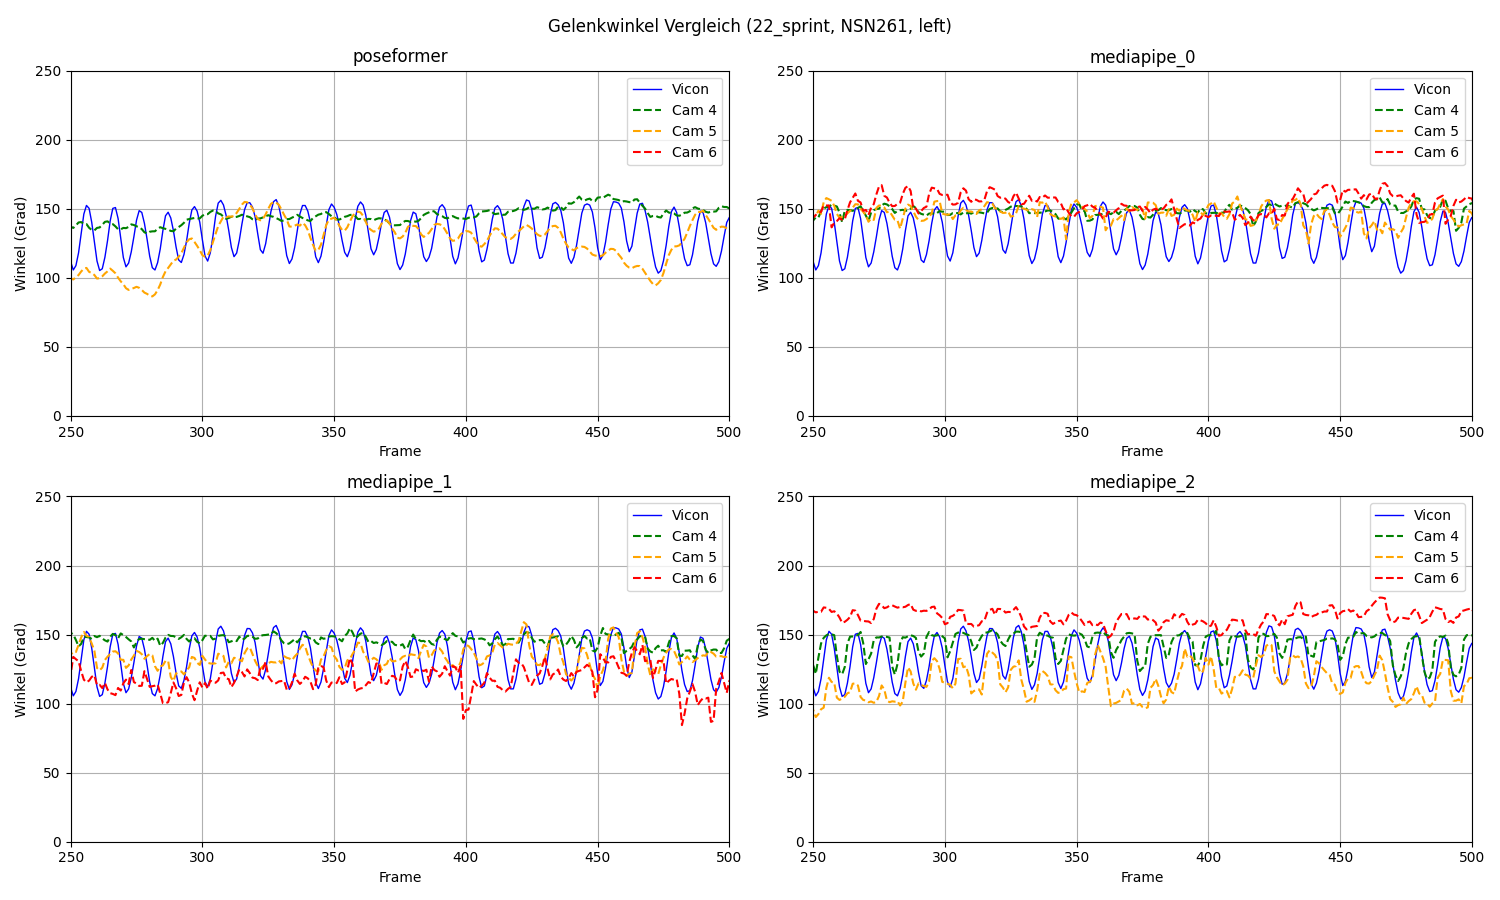 Gelenkwinkel Vergleich (22_sprint, NSN261, left)
poseformer
250
200
150
100
50
0
Winkel (Grad)
250 300 350 400 450 500
Frame
Vicon
Cam 4
Cam 5
Cam 6
mediapipe_0
250
200
150
100
50
0
Winkel (Grad)
250 300 350 400 450 500
Frame
Vicon
Cam 4
Cam 5
Cam 6
mediapipe_1
250
200
150
100
50
0
Winkel (Grad)
250 300 350 400 450 500
Frame
Vicon
Cam 4
Cam 5
Cam 6
mediapipe_2
250
200
150
100
50
0
Winkel (Grad)
250 300 350 400 450 500
Frame
Vicon
Cam 4
Cam 5
Cam 6